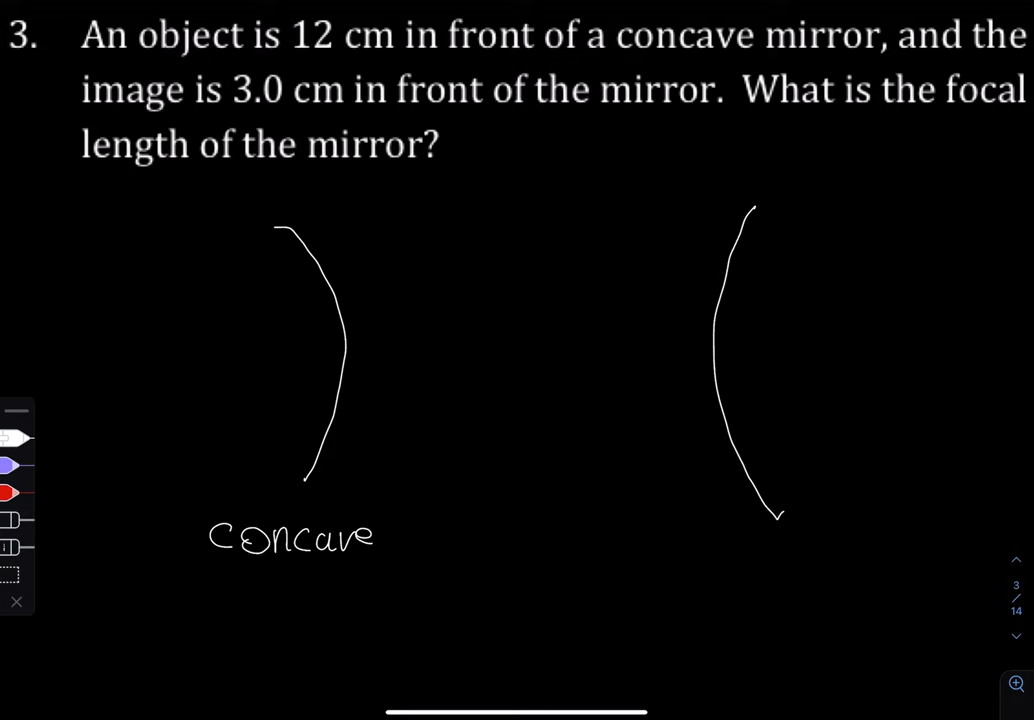 3. An object is 12 cm in front of a concave mirror, and the
image is 3.0 cm in front of the mirror. What is the focal
length of the mirror?
concave
3
/
14